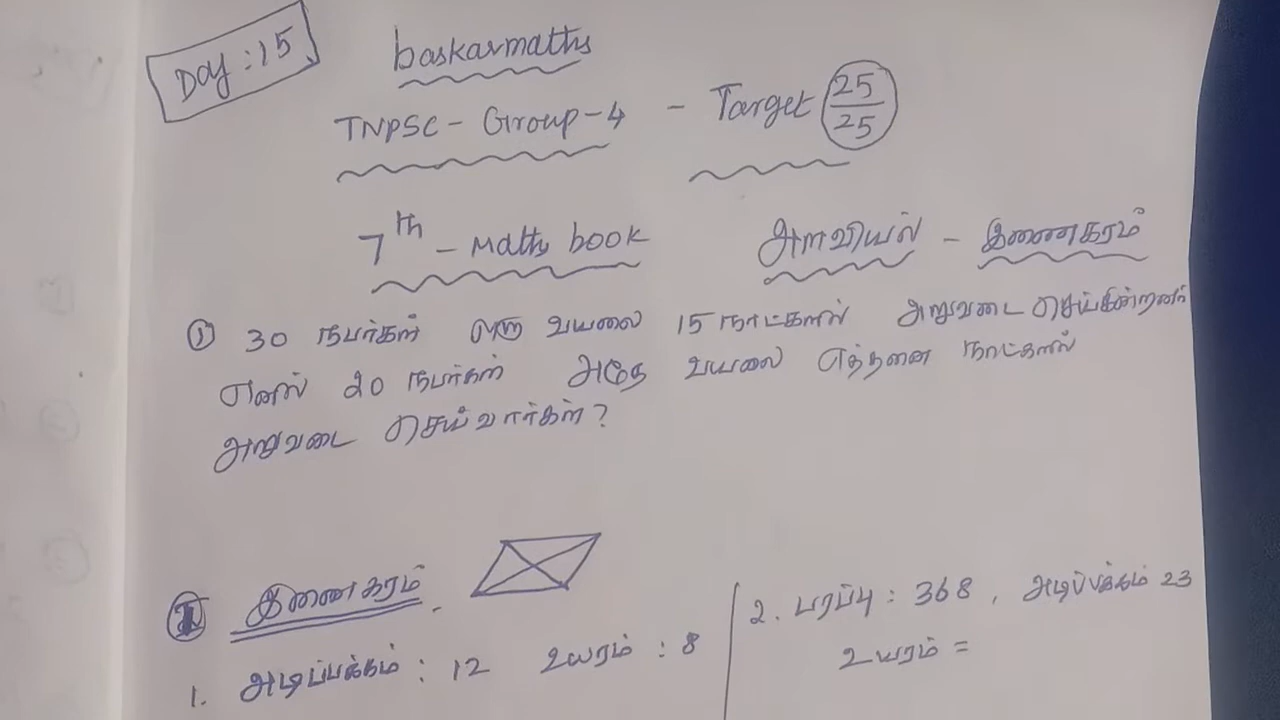 Day : 15
baskarmaths
TNPSC - Group-4 - Target 25/25
7th - Maths book அளவியல் - இணைகரம்
① 30 நபர்கள் ஒரு வயலை 15 நாட்களில் அறுவடை செய்கின்றனர்
எனில் 20 நபர்கள் அதே வயலை எத்தனை நாட்களில்
அறுவடை செய்வார்கள்?
I இணைகரம்.
1. அடிப்பக்கம் : 12 உயரம் : 8
2. பரப்பு : 368, அடிப்பக்கம் 23
உயரம் =